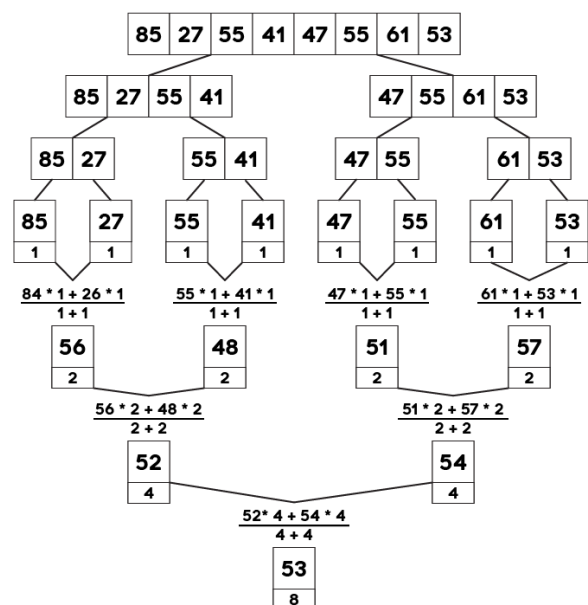 85 27 55 41 47 55 61 53
85 27 55 41 47 55 61 53
85 27 55 41 47 55 61 53
85 27 55 41 47 55 61 53
1 1 1 1 1 1 1 1
84 * 1 + 26 * 1 55 * 1 + 41 * 1 47 * 1 + 55 * 1 61 * 1 + 53 * 1
1 + 1 1 + 1 1 + 1 1 + 1
56 48 51 57
2 2 2 2
56 * 2 + 48 * 2 51 * 2 + 57 * 2
2 + 2 2 + 2
52 54
4 4
52* 4 + 54 * 4
4 + 4
53
8